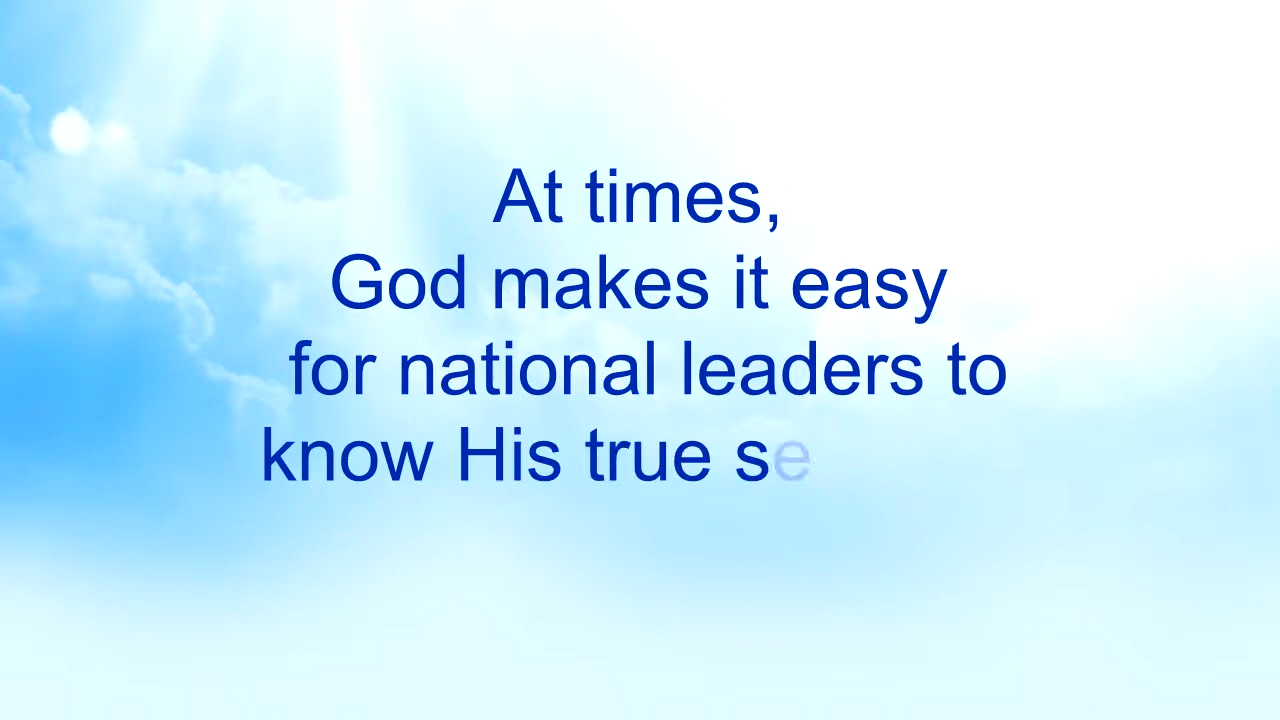 At times,
God makes it easy
for national leaders to
know His true se